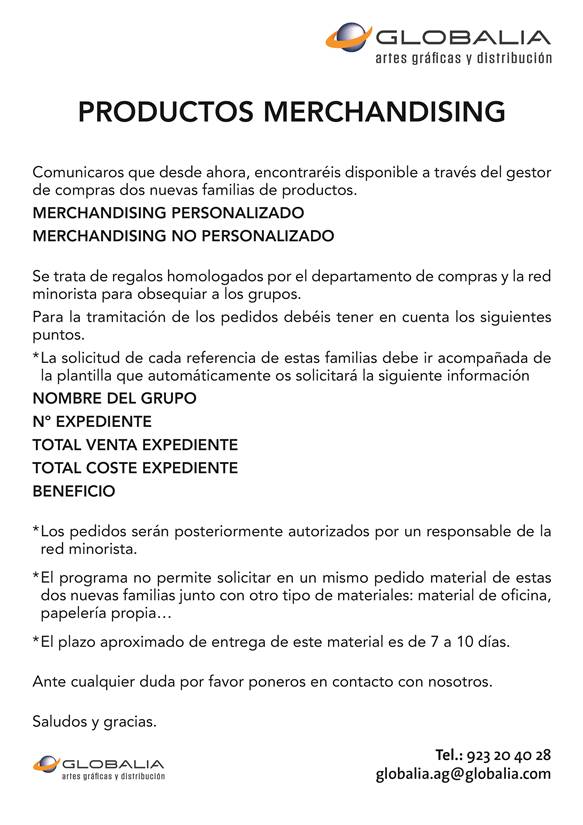 GLOBALIA
artes gráficas y distribución
PRODUCTOS MERCHANDISING
Comunicaros que desde ahora, encontraréis disponible a través del gestor
de compras dos nuevas familias de productos.
MERCHANDISING PERSONALIZADO
MERCHANDISING NO PERSONALIZADO
Se trata de regalos homologados por el departamento de compras y la red
minorista para obsequiar a los grupos.
Para la tramitación de los pedidos debéis tener en cuenta los siguientes
puntos.
*La solicitud de cada referencia de estas familias debe ir acompañada de
la plantilla que automáticamente os solicitará la siguiente información
NOMBRE DEL GRUPO
Nº EXPEDIENTE
TOTAL VENTA EXPEDIENTE
TOTAL COSTE EXPEDIENTE
BENEFICIO
*Los pedidos serán posteriormente autorizados por un responsable de la
red minorista.
*El programa no permite solicitar en un mismo pedido material de estas
dos nuevas familias junto con otro tipo de materiales: material de oficina,
papelería propia…
*El plazo aproximado de entrega de este material es de 7 a 10 días.
Ante cualquier duda por favor poneros en contacto con nosotros.
Saludos y gracias.
GLOBALIA
artes gráficas y distribución
Tel.: 923 20 40 28
globalia.ag@globalia.com